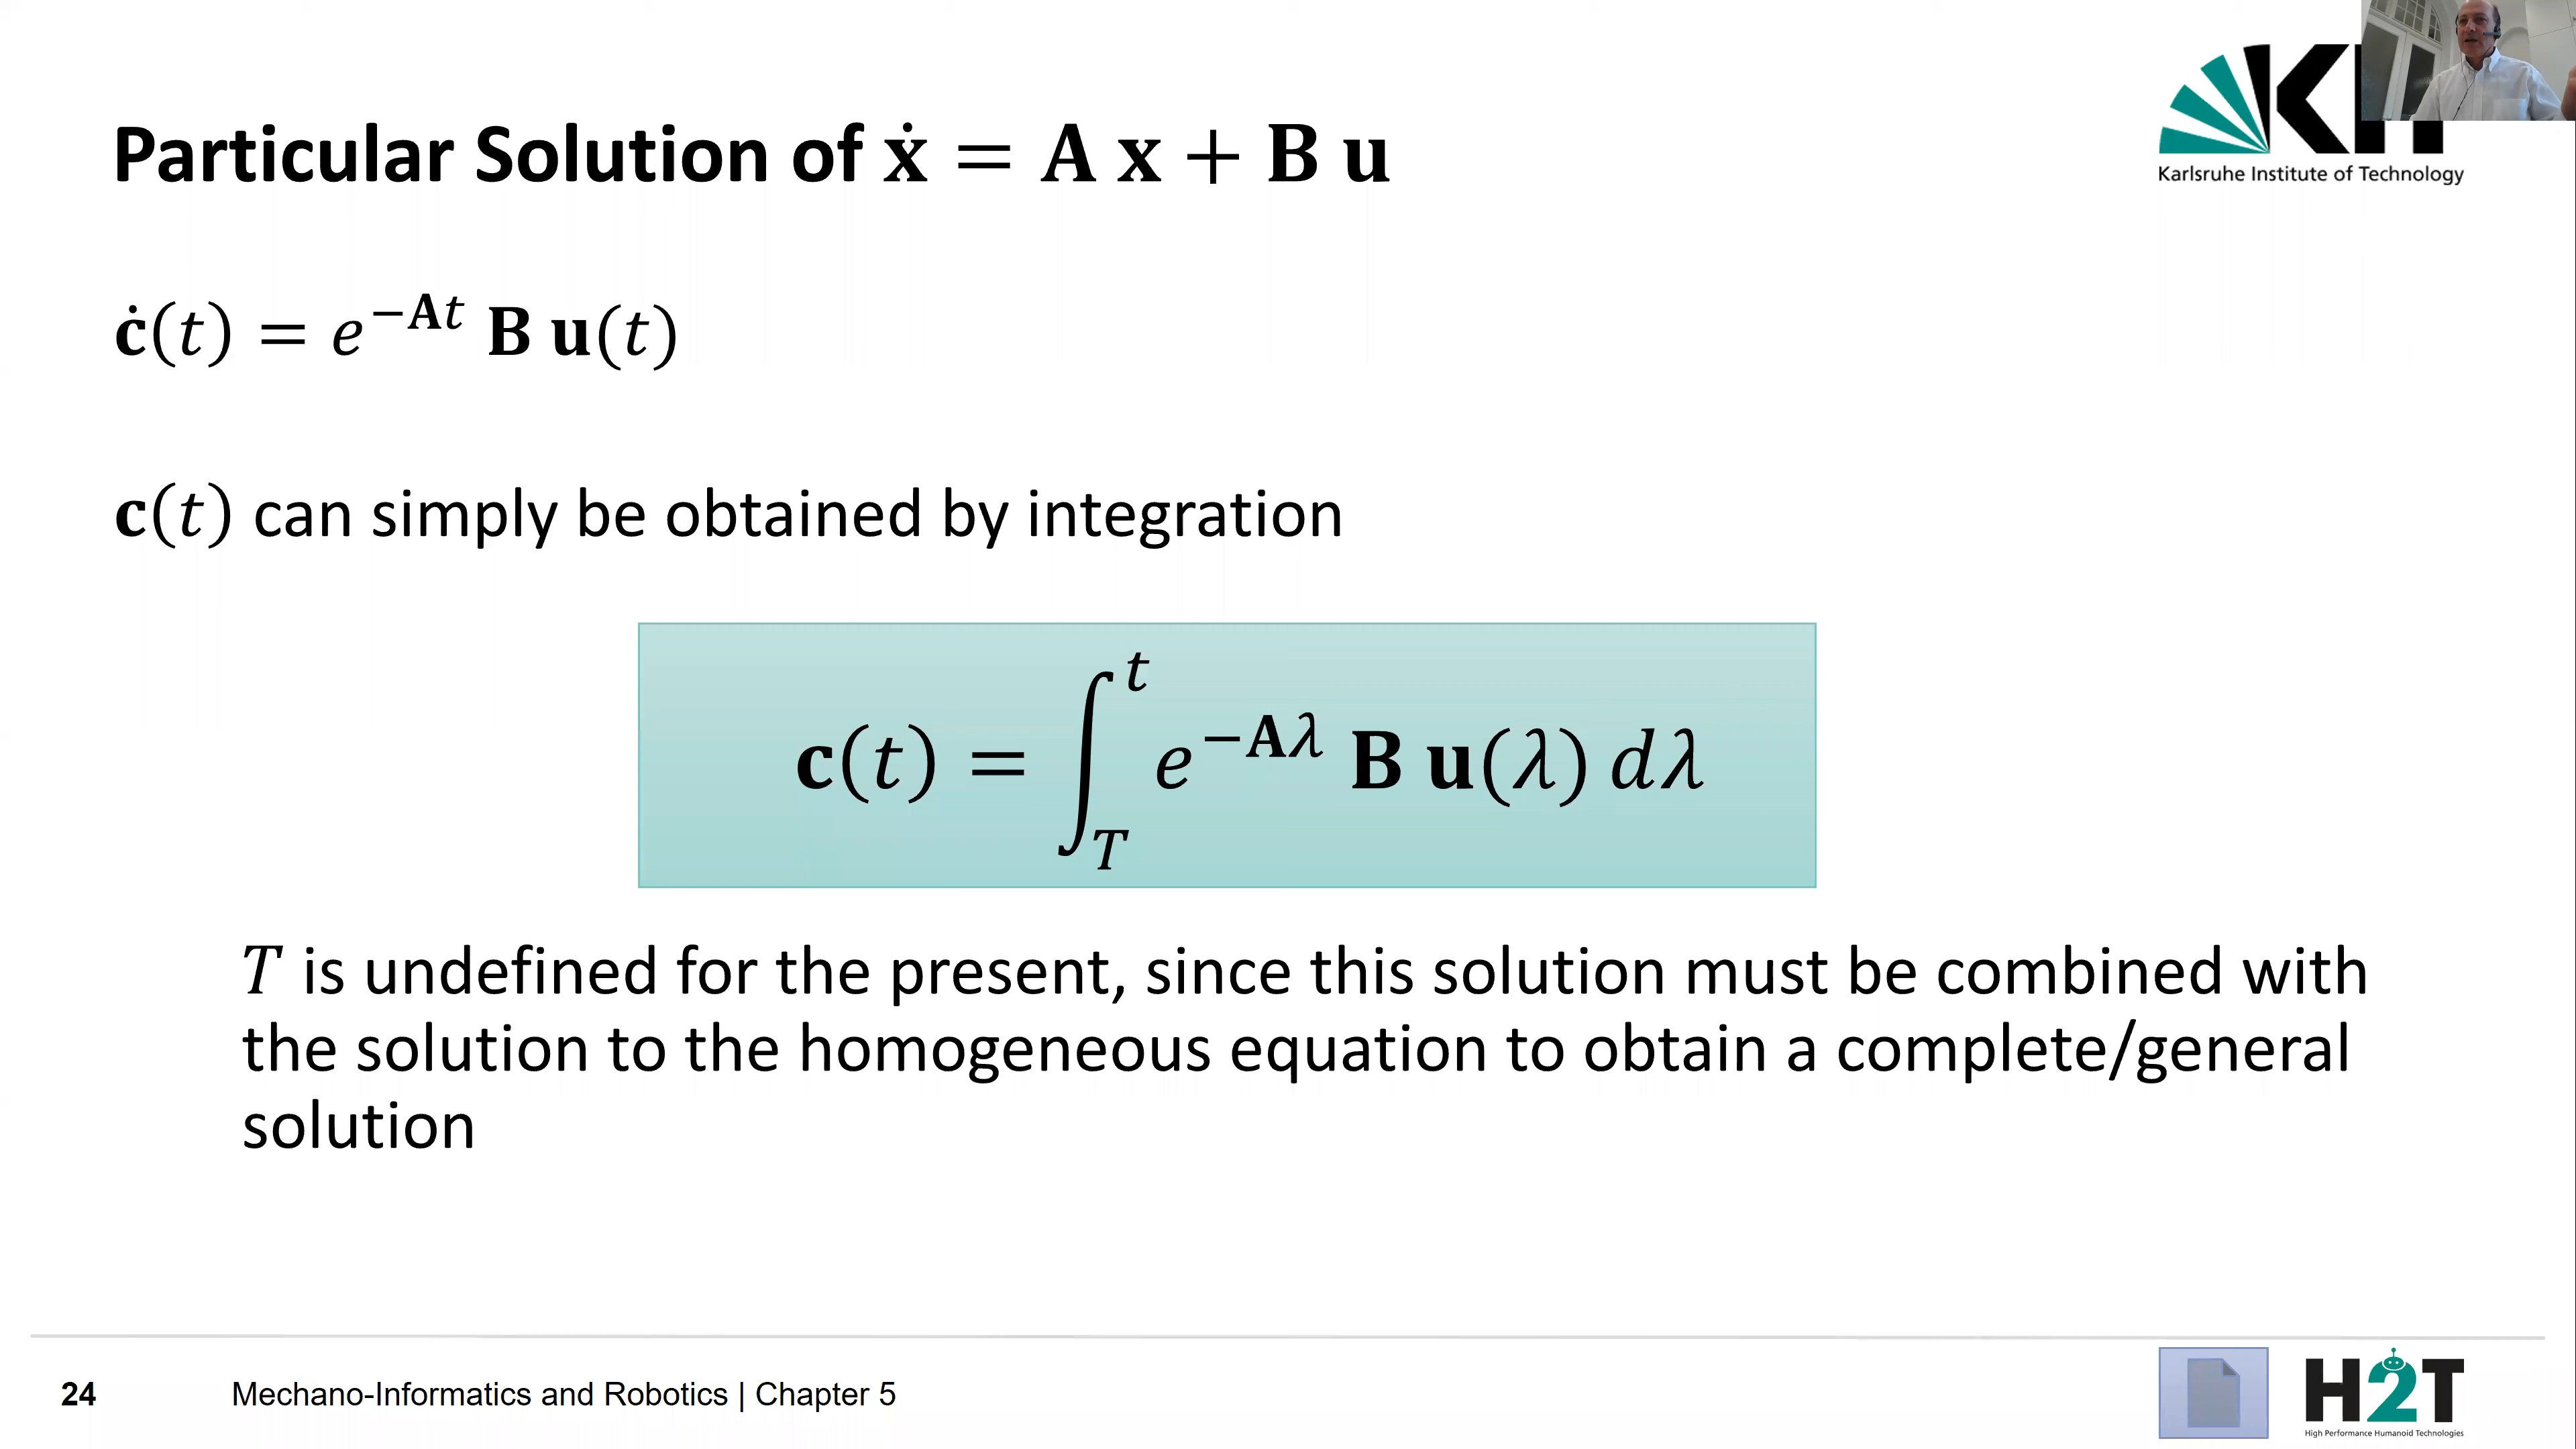 Particular Solution of ẋ = A x + B u
Karlsruhe Institute of Technology
ċ(t) = e^{−At} B u(t)
c(t) can simply be obtained by integration
c(t) = ∫_T^t e^{−Aλ} B u(λ) dλ
T is undefined for the present, since this solution must be combined with
the solution to the homogeneous equation to obtain a complete/general
solution
24 Mechano-Informatics and Robotics | Chapter 5
H2T
High Performance Humanoid Technologies